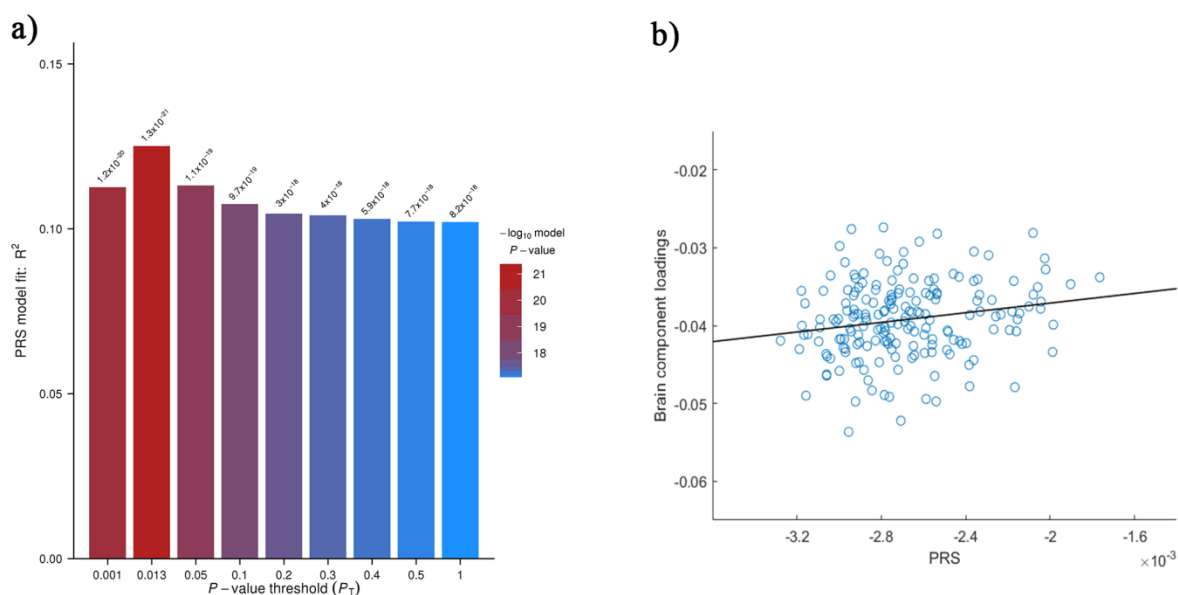 a)
PRS model fit: R²
0.15
0.10
0.05
0.00
1.2x10⁻²⁰
1.3x10⁻²¹
1.1x10⁻¹⁹
9.7x10⁻¹⁹
3x10⁻¹⁸
4x10⁻¹⁸
5.9x10⁻¹⁸
7.7x10⁻¹⁸
8.2x10⁻¹⁸
0.001 0.013 0.05 0.1 0.2 0.3 0.4 0.5 1
P – value threshold (P_T)
–log₁₀ model
P – value
21
20
19
18
b)
Brain component loadings
-0.02
-0.03
-0.04
-0.05
-0.06
-3.2 -2.8 -2.4 -2 -1.6
PRS
×10⁻³